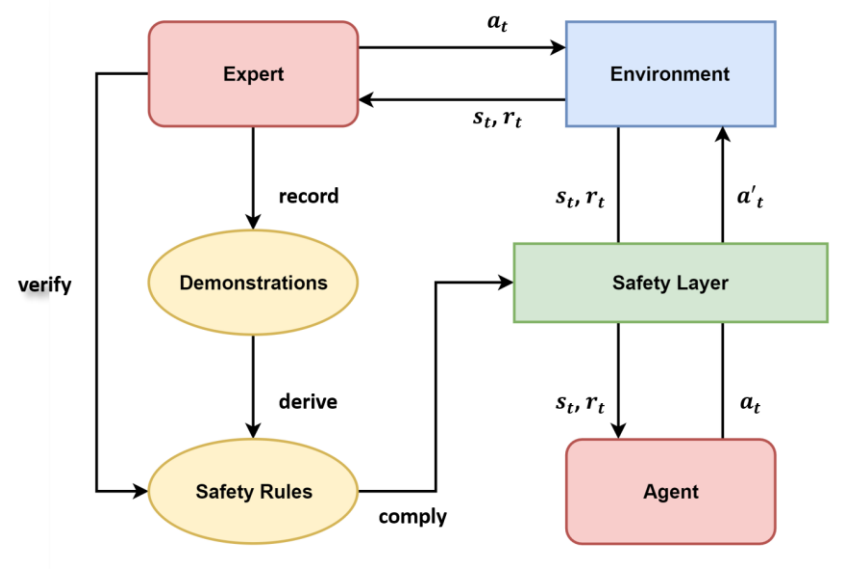 a_t
Expert
Environment
s_t, r_t
record
s_t, r_t
a'_t
verify
Demonstrations
Safety Layer
derive
s_t, r_t
a_t
Safety Rules
Agent
comply